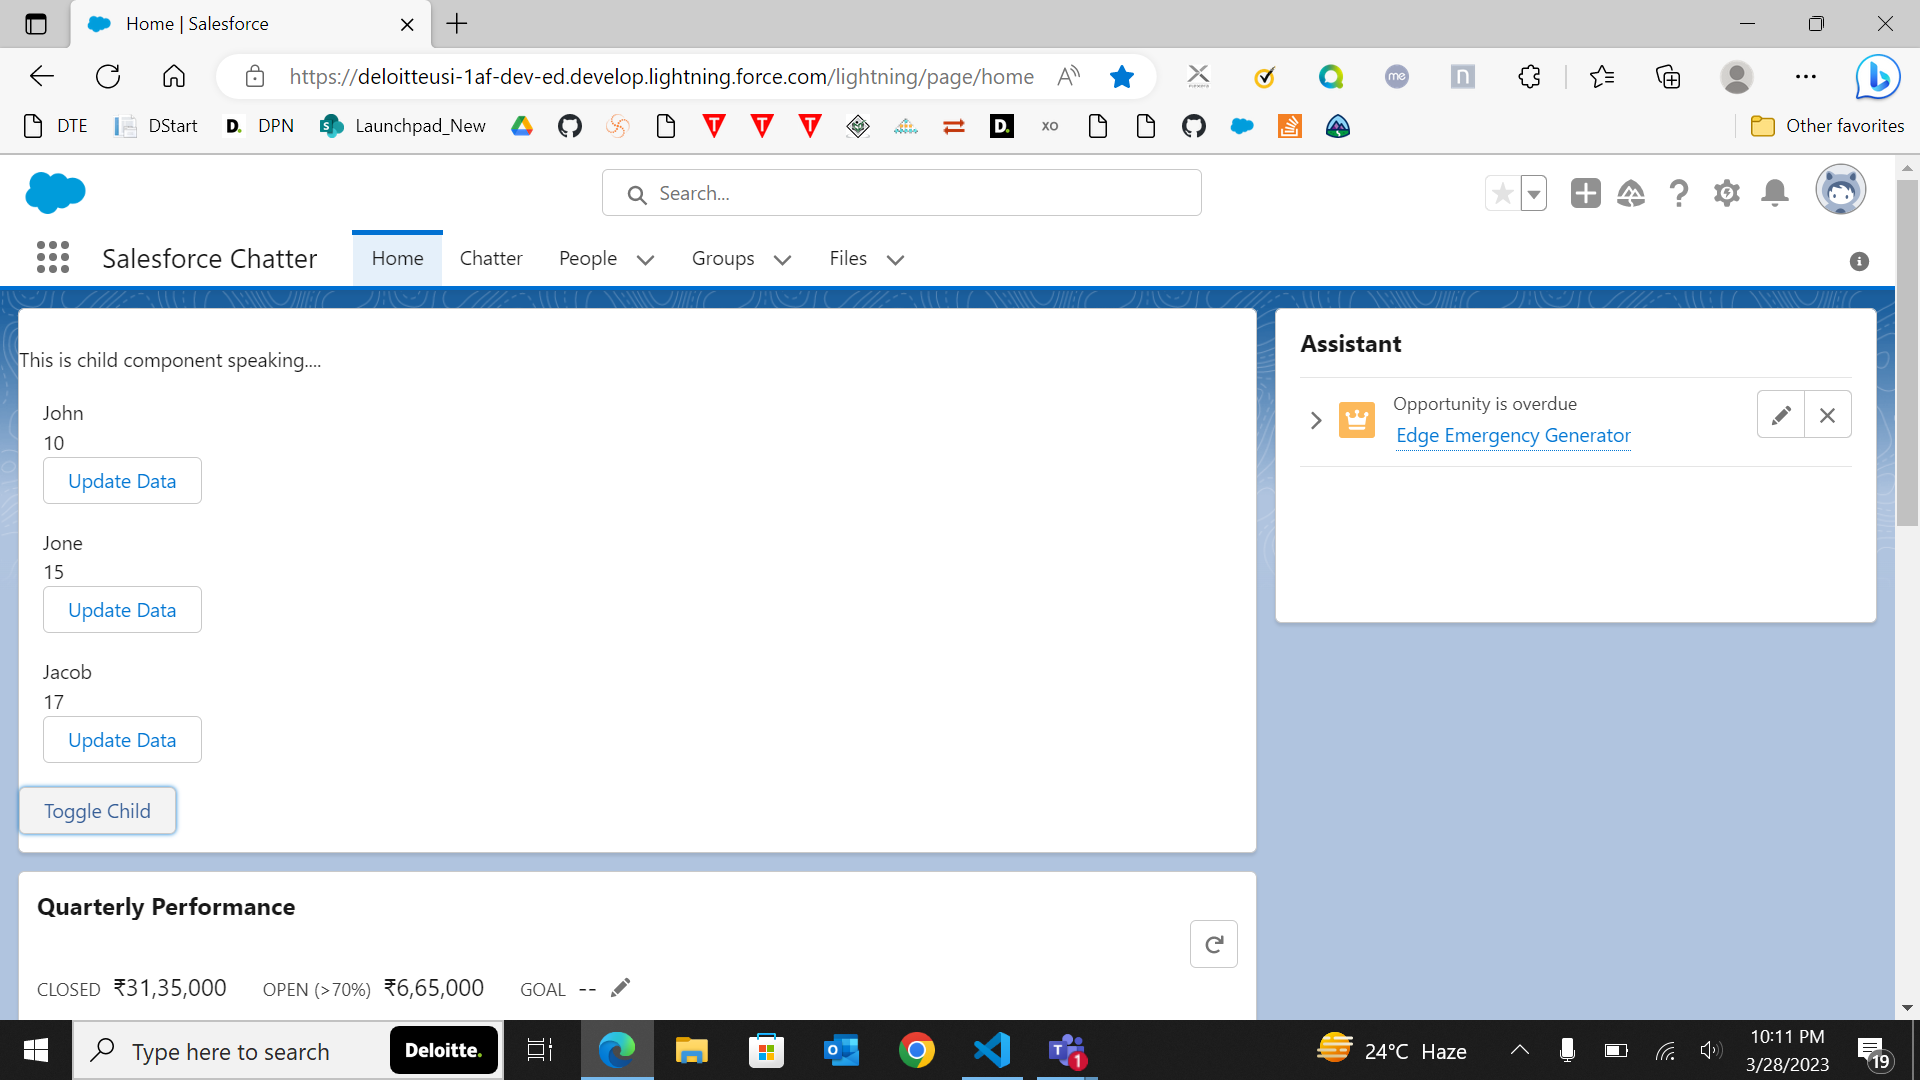 Home | Salesforce
https://deloitteusi-1af-dev-ed.develop.lightning.force.com/lightning/page/home
me
n
DTE
DStart
D. DPN
Launchpad_New
D.
XO
Other favorites
Search...
Salesforce Chatter
Home
Chatter
People
Groups
Files
This is child component speaking....
John
10
Update Data
Jone
15
Update Data
Jacob
17
Update Data
Toggle Child
Assistant
Opportunity is overdue
Edge Emergency Generator
Quarterly Performance
CLOSED ₹31,35,000 OPEN (>70%) ₹6,65,000 GOAL --
Type here to search
Deloitte.
1
24°C Haze
10:11 PM
3/28/2023
19